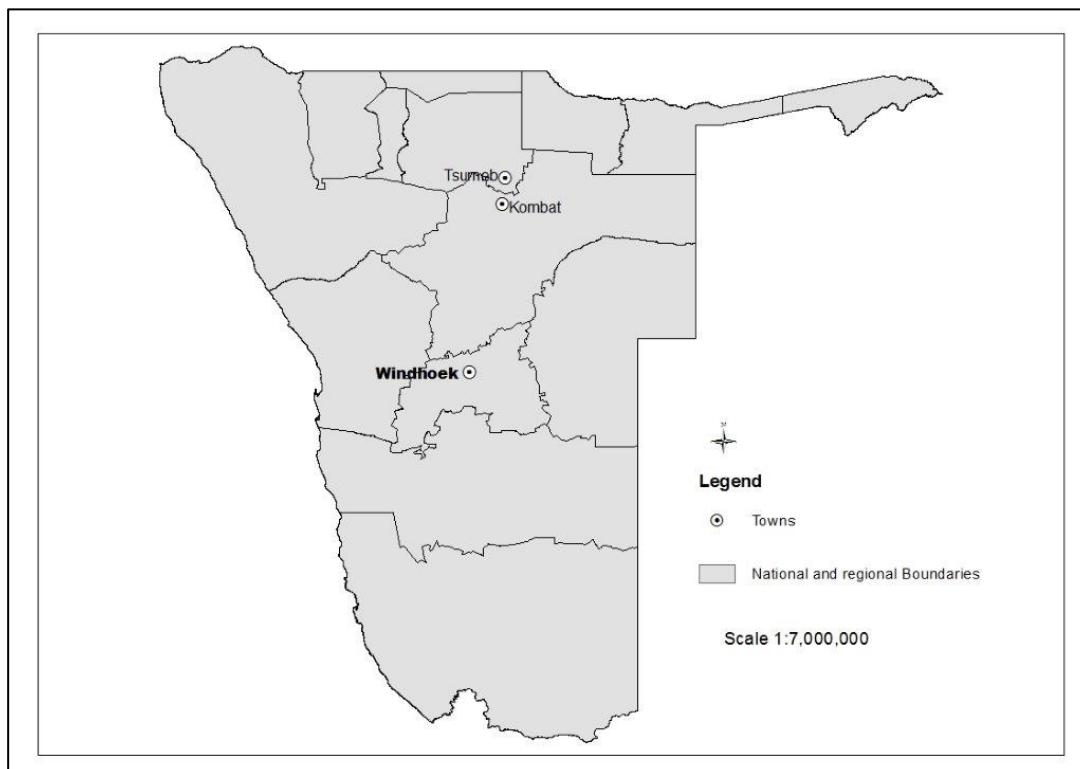 Tsumeb
Kombat
Windhoek
N
Legend
Towns
National and regional Boundaries
Scale 1:7,000,000